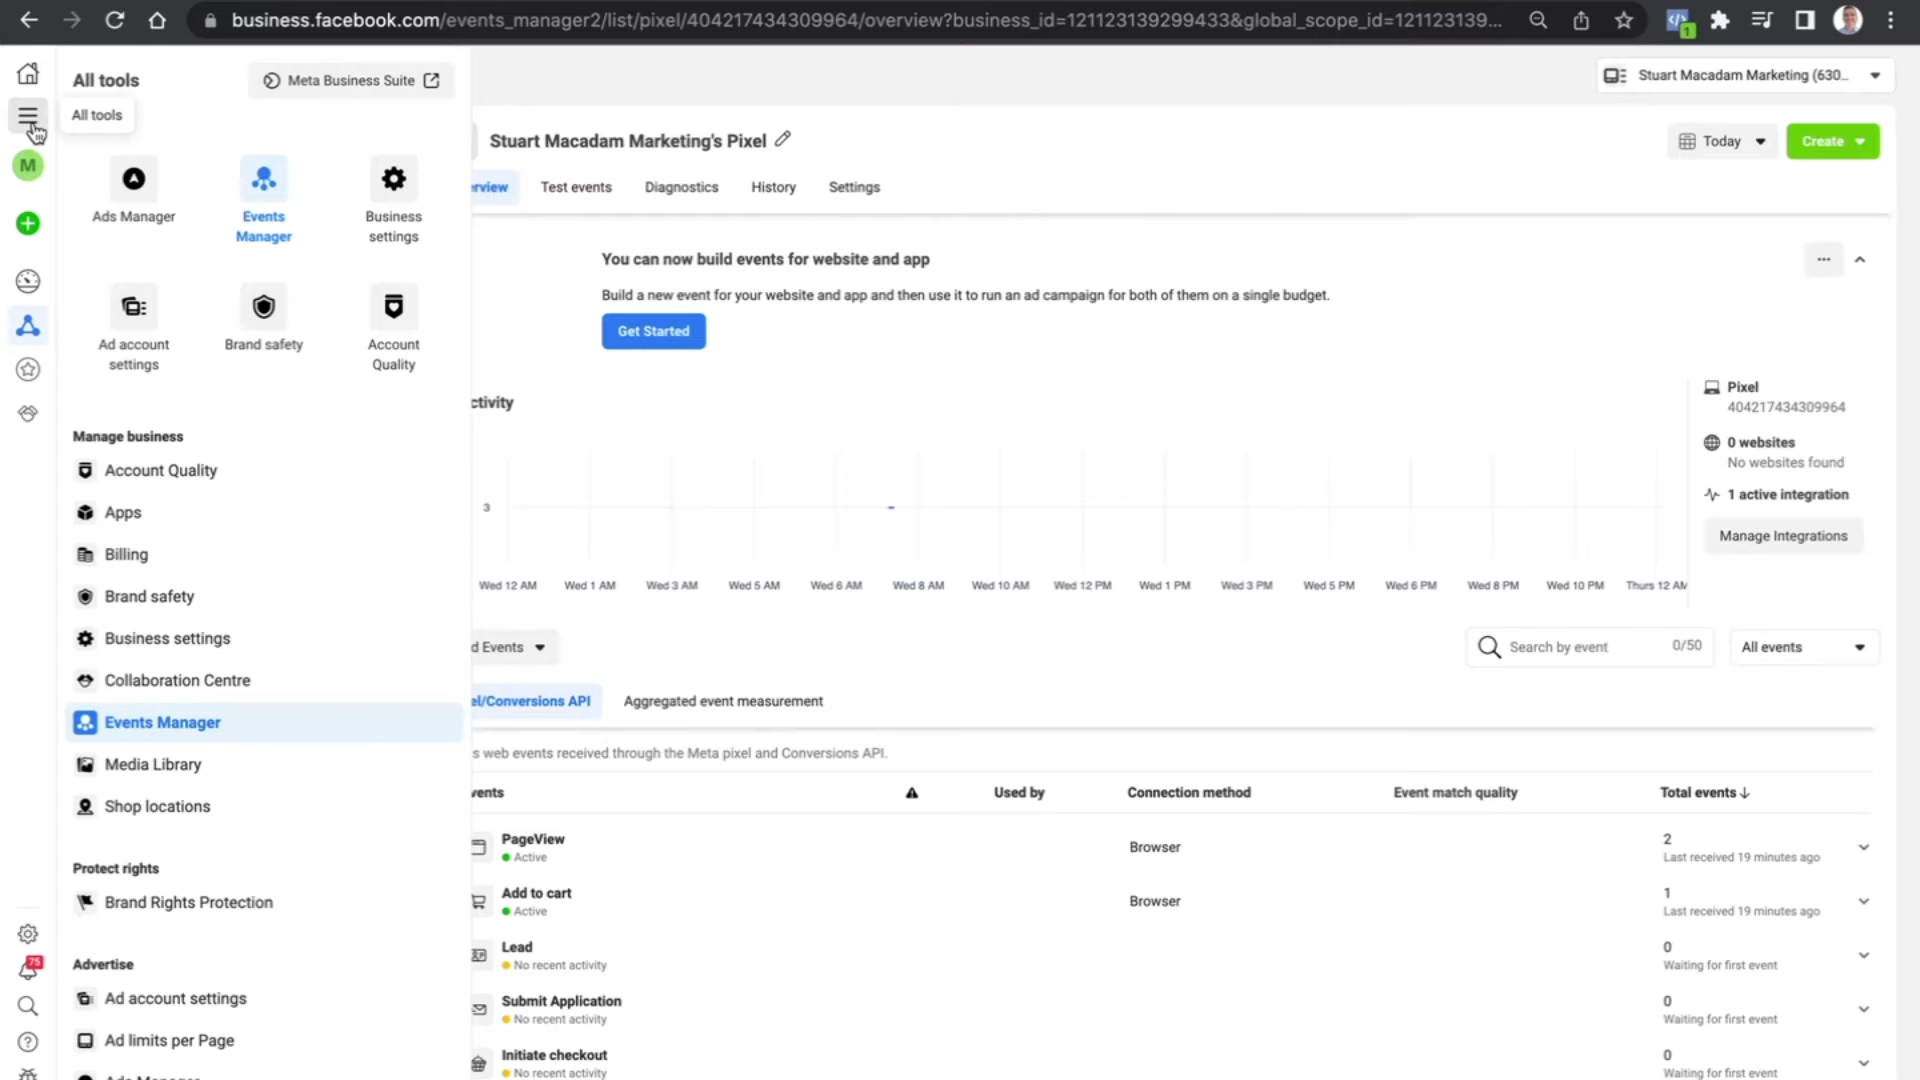 business.facebook.com/events_manager2/list/pixel/404217434309964/overview?business_id=121123139299433&global_scope_id=121123139...
1
All tools
Meta Business Suite
Stuart Macadam Marketing (630...
All tools
Stuart Macadam Marketing's Pixel
Today
Create
M
rview
Test events
Diagnostics
History
Settings
Ads Manager
Events
Manager
Business
settings
You can now build events for website and app
Build a new event for your website and app and then use it to run an ad campaign for both of them on a single budget.
Get Started
Ad account
settings
Brand safety
Account
Quality
ctivity
Pixel
404217434309964
0 websites
No websites found
1 active integration
Manage Integrations
3
Wed 12 AM
Wed 1 AM
Wed 3 AM
Wed 5 AM
Wed 6 AM
Wed 8 AM
Wed 10 AM
Wed 12 PM
Wed 1 PM
Wed 3 PM
Wed 5 PM
Wed 6 PM
Wed 8 PM
Wed 10 PM
Thurs 12 AM
Manage business
Account Quality
Apps
Billing
Brand safety
Business settings
Collaboration Centre
Events Manager
Media Library
Shop locations
Protect rights
Brand Rights Protection
Advertise
Ad account settings
Ad limits per Page
Ads Manager
75
d Events
Search by event
0/50
All events
el/Conversions API
Aggregated event measurement
s web events received through the Meta pixel and Conversions API.
vents
Used by
Connection method
Event match quality
Total events
PageView
Active
Browser
2
Last received 19 minutes ago
Add to cart
Active
Browser
1
Last received 19 minutes ago
Lead
No recent activity
0
Waiting for first event
Submit Application
No recent activity
0
Waiting for first event
Initiate checkout
No recent activity
0
Waiting for first event